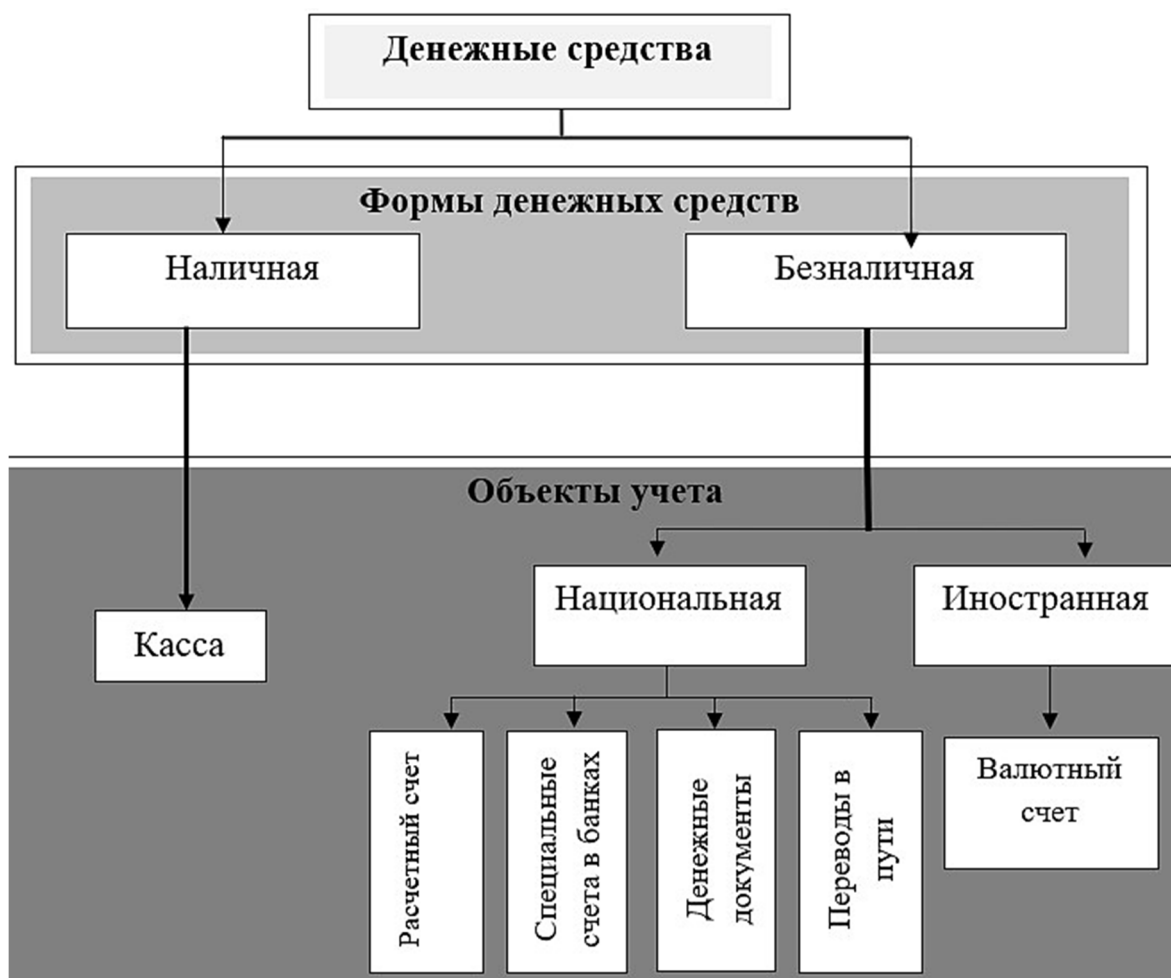 Денежные средства
Формы денежных средств
Наличная
Безналичная
Объекты учета
Национальная
Иностранная
Касса
Расчетный счет
Специальные
счета в банках
Денежные
документы
Переводы в
пути
Валютный
счет